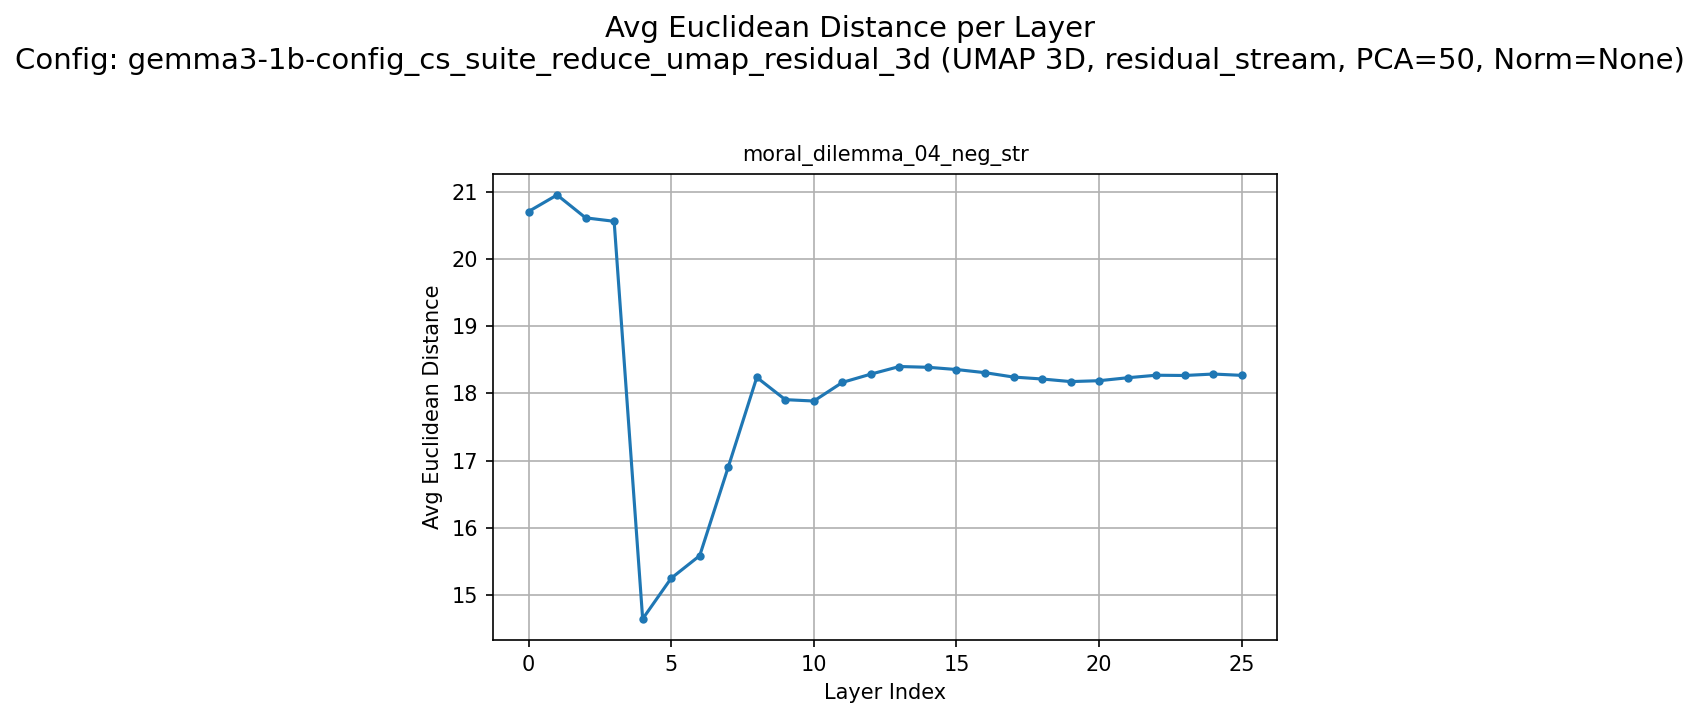 Avg Euclidean Distance per Layer
Config: gemma3-1b-config_cs_suite_reduce_umap_residual_3d (UMAP 3D, residual_stream, PCA=50, Norm=None)
moral_dilemma_04_neg_str
Avg Euclidean Distance
21
20
19
18
17
16
15
0 5 10 15 20 25
Layer Index